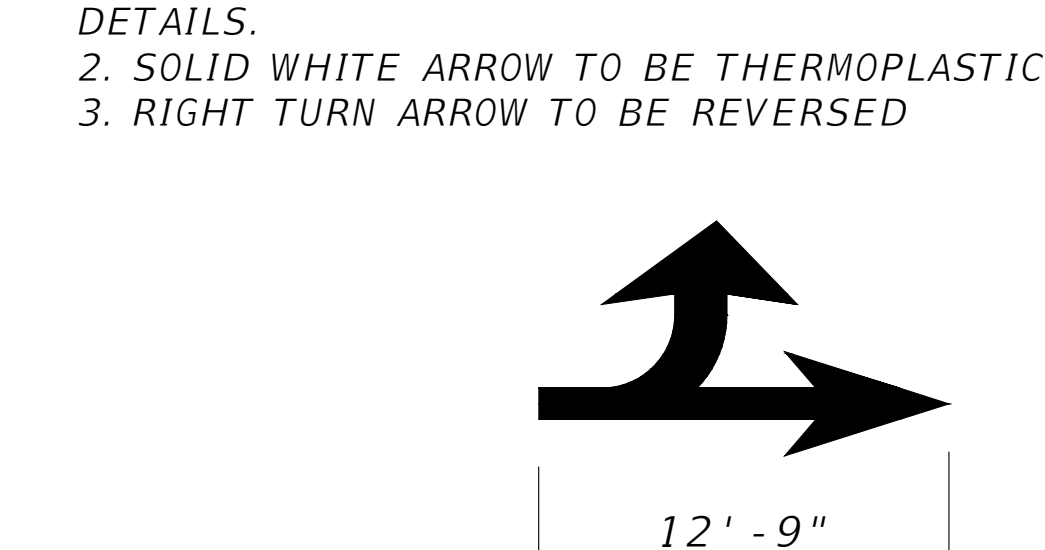 DETAILS.
2. SOLID WHITE ARROW TO BE THERMOPLASTIC
3. RIGHT TURN ARROW TO BE REVERSED
12'-9"